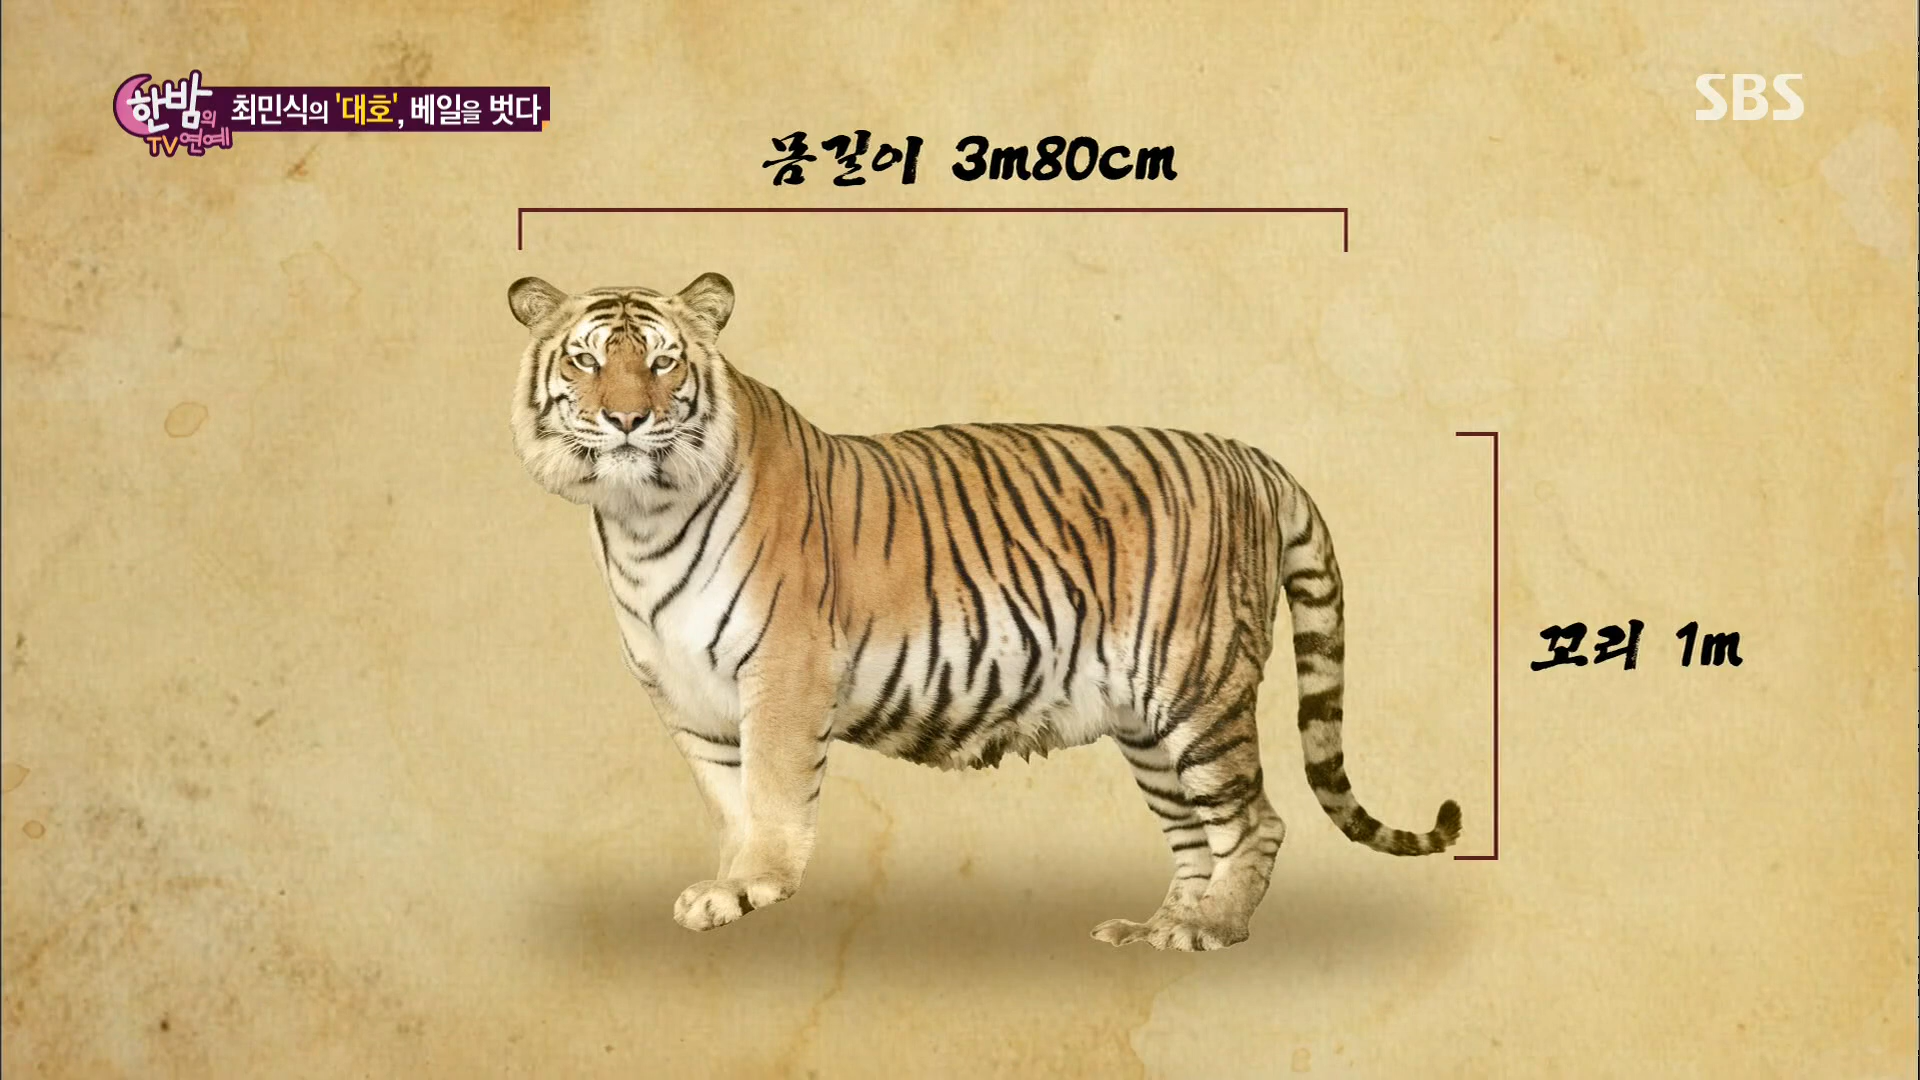 한밤의
TV연예
최민식의 '대호', 베일을 벗다
SBS
몸길이 3m80cm
꼬리 1m